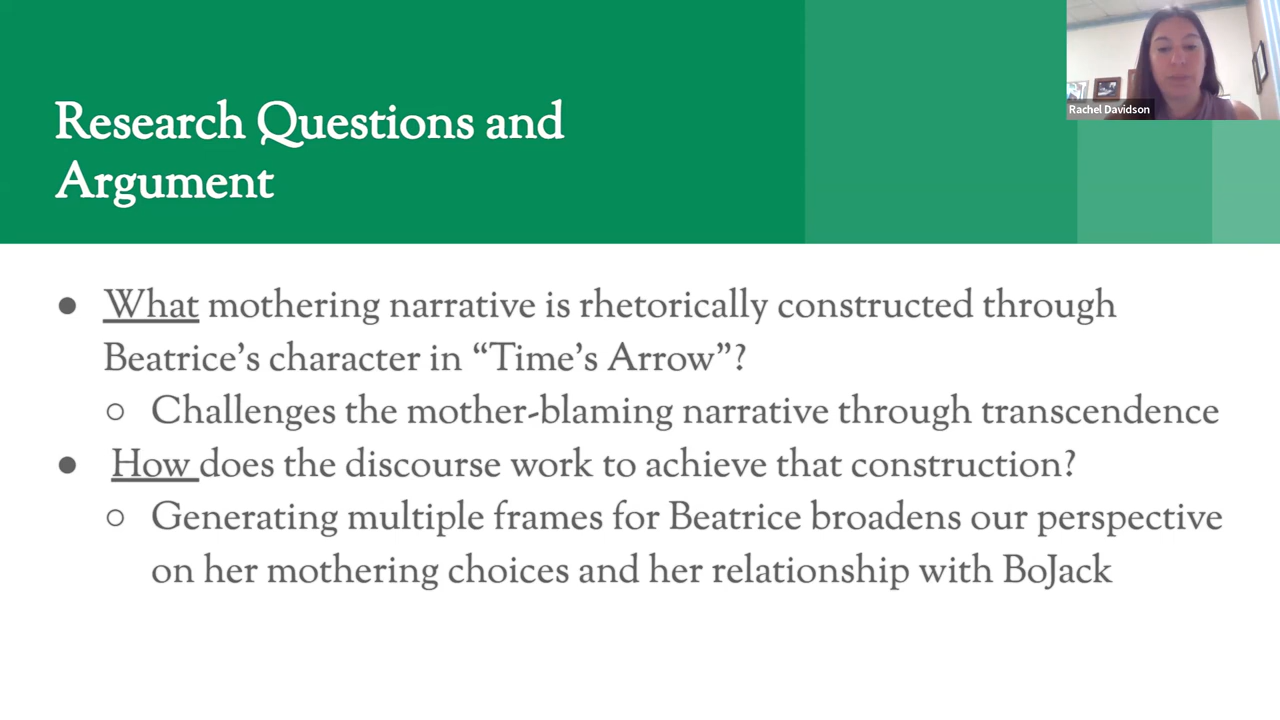 Research Questions and
Argument
Rachel Davidson
● What mothering narrative is rhetorically constructed through
Beatrice’s character in “Time’s Arrow”?
○ Challenges the mother-blaming narrative through transcendence
● How does the discourse work to achieve that construction?
○ Generating multiple frames for Beatrice broadens our perspective
on her mothering choices and her relationship with BoJack